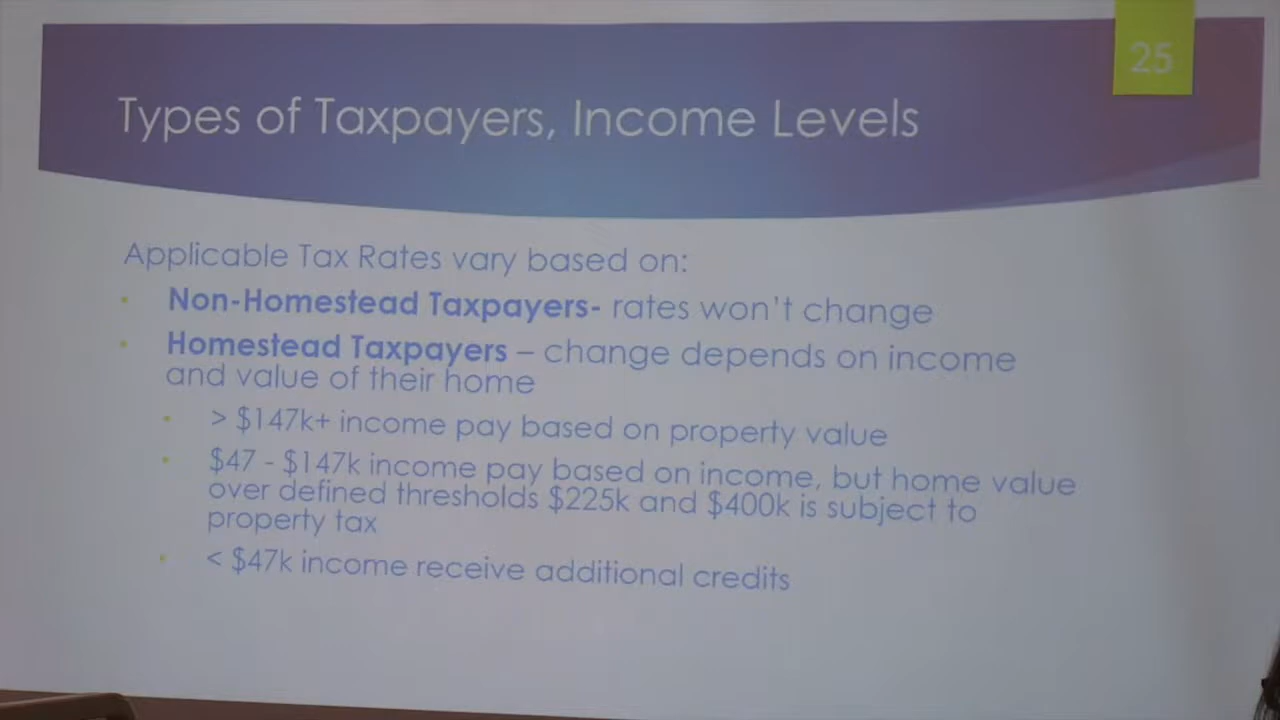 25
Types of Taxpayers, Income Levels
Applicable Tax Rates vary based on:
• Non-Homestead Taxpayers- rates won't change
• Homestead Taxpayers – change depends on income
and value of their home
• > $147k+ income pay based on property value
• $47 - $147k income pay based on income, but home value
over defined thresholds $225k and $400k is subject to
property tax
• < $47k income receive additional credits